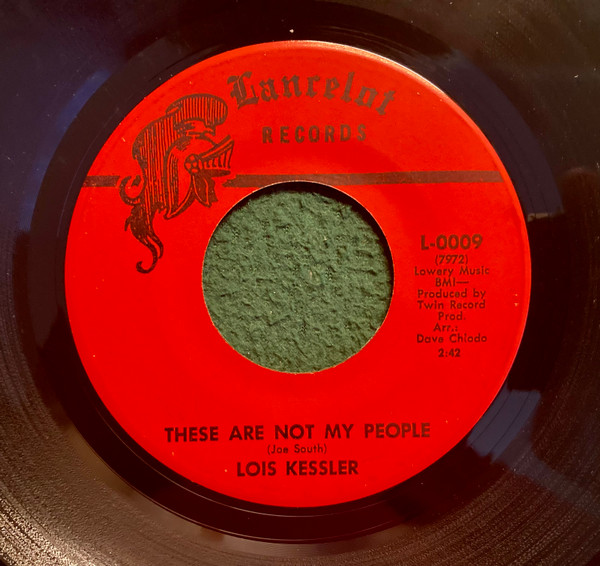 Lancelot
RECORDS
L-0009
(7972)
Lowery Music
BMI—
Produced by
Twin Record
Prod.
Arr.:
Dave Chiodo
2:42
THESE ARE NOT MY PEOPLE
(Joe South)
LOIS KESSLER